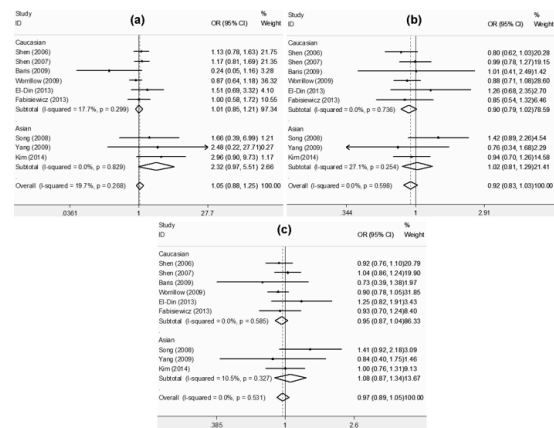 Study
%
ID
(a)
OR (95% CI)
Weight
Caucasian
Shen (2006) 1.13 (0.78, 1.63) 21.75
Shen (2007) 1.17 (0.81, 1.69) 21.35
Baris (2009) 0.24 (0.05, 1.16) 3.28
Worrillow (2009) 0.87 (0.64, 1.18) 36.32
El-Din (2013) 1.51 (0.69, 3.32) 4.10
Fabisiewicz (2013) 1.00 (0.58, 1.72) 10.55
Subtotal (I-squared = 17.7%, p = 0.299) 1.01 (0.85, 1.21) 97.34
Asian
Song (2008) 1.66 (0.39, 6.99) 1.21
Yang (2009) 2.48 (0.22, 27.71) 0.27
Kim (2014) 2.96 (0.90, 9.73) 1.17
Subtotal (I-squared = 0.0%, p = 0.829) 2.32 (0.97, 5.51) 2.66
Overall (I-squared = 19.7%, p = 0.268) 1.05 (0.88, 1.25) 100.00
.0361 1 27.7
Study
%
ID
(b)
OR (95% CI)
Weight
Caucasian
Shen (2006) 0.80 (0.62, 1.03) 20.28
Shen (2007) 0.99 (0.78, 1.27) 19.15
Baris (2009) 1.01 (0.41, 2.49) 1.42
Worrillow (2009) 0.88 (0.71, 1.08) 28.60
El-Din (2013) 1.26 (0.68, 2.35) 2.70
Fabisiewicz (2013) 0.85 (0.54, 1.32) 6.46
Subtotal (I-squared = 0.0%, p = 0.736) 0.90 (0.79, 1.02) 78.59
Asian
Song (2008) 1.42 (0.89, 2.26) 4.54
Yang (2009) 0.76 (0.34, 1.68) 2.29
Kim (2014) 0.94 (0.70, 1.26) 14.58
Subtotal (I-squared = 27.1%, p = 0.254) 1.02 (0.81, 1.29) 21.41
Overall (I-squared = 0.0%, p = 0.598) 0.92 (0.83, 1.03) 100.00
.344 1 2.91
Study
%
ID
(c)
OR (95% CI)
Weight
Caucasian
Shen (2006) 0.92 (0.76, 1.10) 20.79
Shen (2007) 1.04 (0.86, 1.24) 19.90
Baris (2009) 0.73 (0.39, 1.38) 1.97
Worrillow (2009) 0.90 (0.78, 1.05) 31.85
El-Din (2013) 1.25 (0.82, 1.91) 3.43
Fabisiewicz (2013) 0.93 (0.70, 1.24) 8.40
Subtotal (I-squared = 0.0%, p = 0.585) 0.95 (0.87, 1.04) 86.33
Asian
Song (2008) 1.41 (0.92, 2.18) 3.09
Yang (2009) 0.84 (0.40, 1.75) 1.46
Kim (2014) 1.00 (0.76, 1.31) 9.13
Subtotal (I-squared = 10.5%, p = 0.327) 1.08 (0.87, 1.34) 13.67
Overall (I-squared = 0.0%, p = 0.531) 0.97 (0.89, 1.05) 100.00
.385 1 2.6